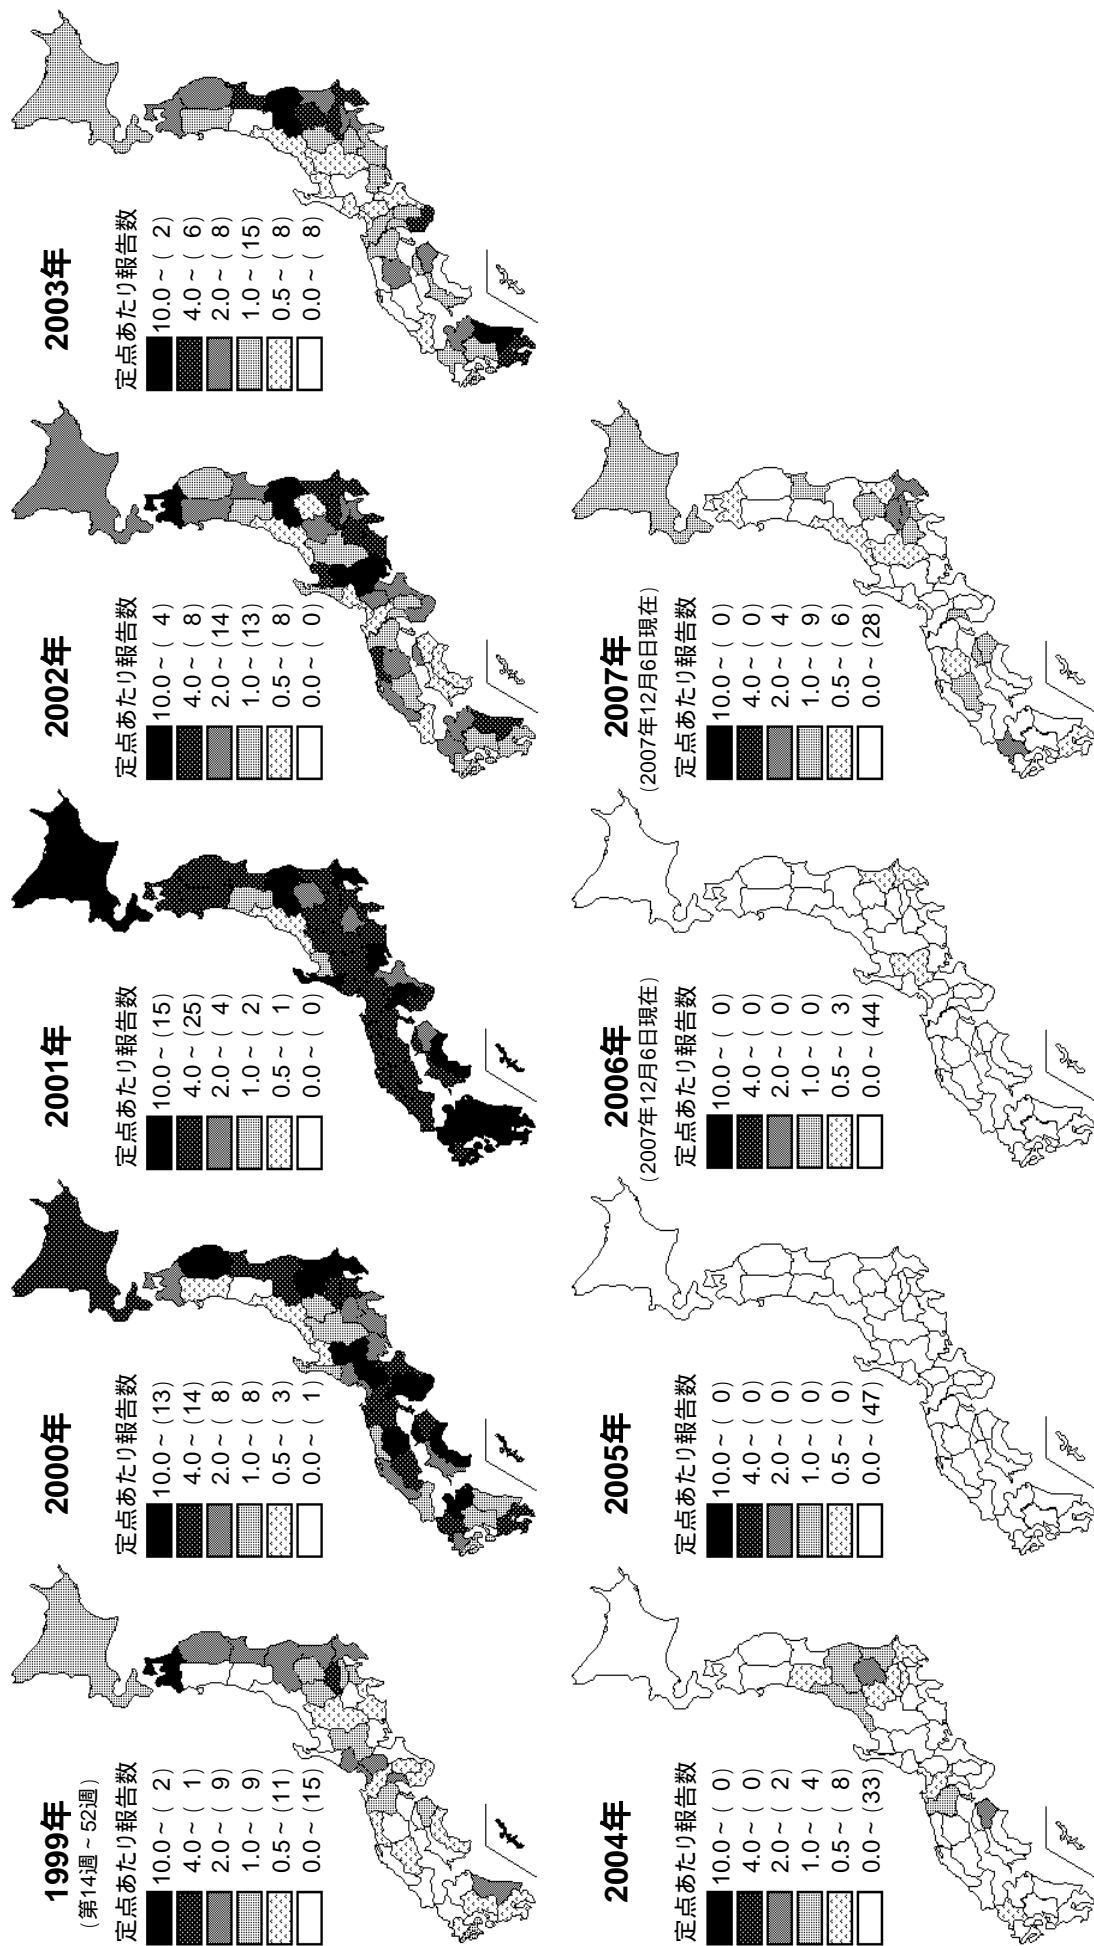 1999年
(第14週~52週)
定点あたり報告数
10.0~( 2)
4.0~( 1)
2.0~( 9)
1.0~( 9)
0.5~(11)
0.0~(15)
2000年
定点あたり報告数
10.0~(13)
4.0~(14)
2.0~( 8)
1.0~( 8)
0.5~( 3)
0.0~( 1)
2001年
定点あたり報告数
10.0~(15)
4.0~(25)
2.0~( 4)
1.0~( 2)
0.5~( 1)
0.0~( 0)
2002年
定点あたり報告数
10.0~( 4)
4.0~( 8)
2.0~(14)
1.0~(13)
0.5~( 8)
0.0~( 0)
2003年
定点あたり報告数
10.0~( 2)
4.0~( 6)
2.0~( 8)
1.0~(15)
0.5~( 8)
0.0~( 8)
2004年
定点あたり報告数
10.0~( 0)
4.0~( 0)
2.0~( 2)
1.0~( 4)
0.5~( 8)
0.0~(33)
2005年
定点あたり報告数
10.0~( 0)
4.0~( 0)
2.0~( 0)
1.0~( 0)
0.5~( 0)
0.0~(47)
2006年
(2007年12月6日現在)
定点あたり報告数
10.0~( 0)
4.0~( 0)
2.0~( 0)
1.0~( 0)
0.5~( 3)
0.0~(44)
2007年
(2007年12月6日現在)
定点あたり報告数
10.0~( 0)
4.0~( 0)
2.0~( 4)
1.0~( 9)
0.5~( 6)
0.0~(28)